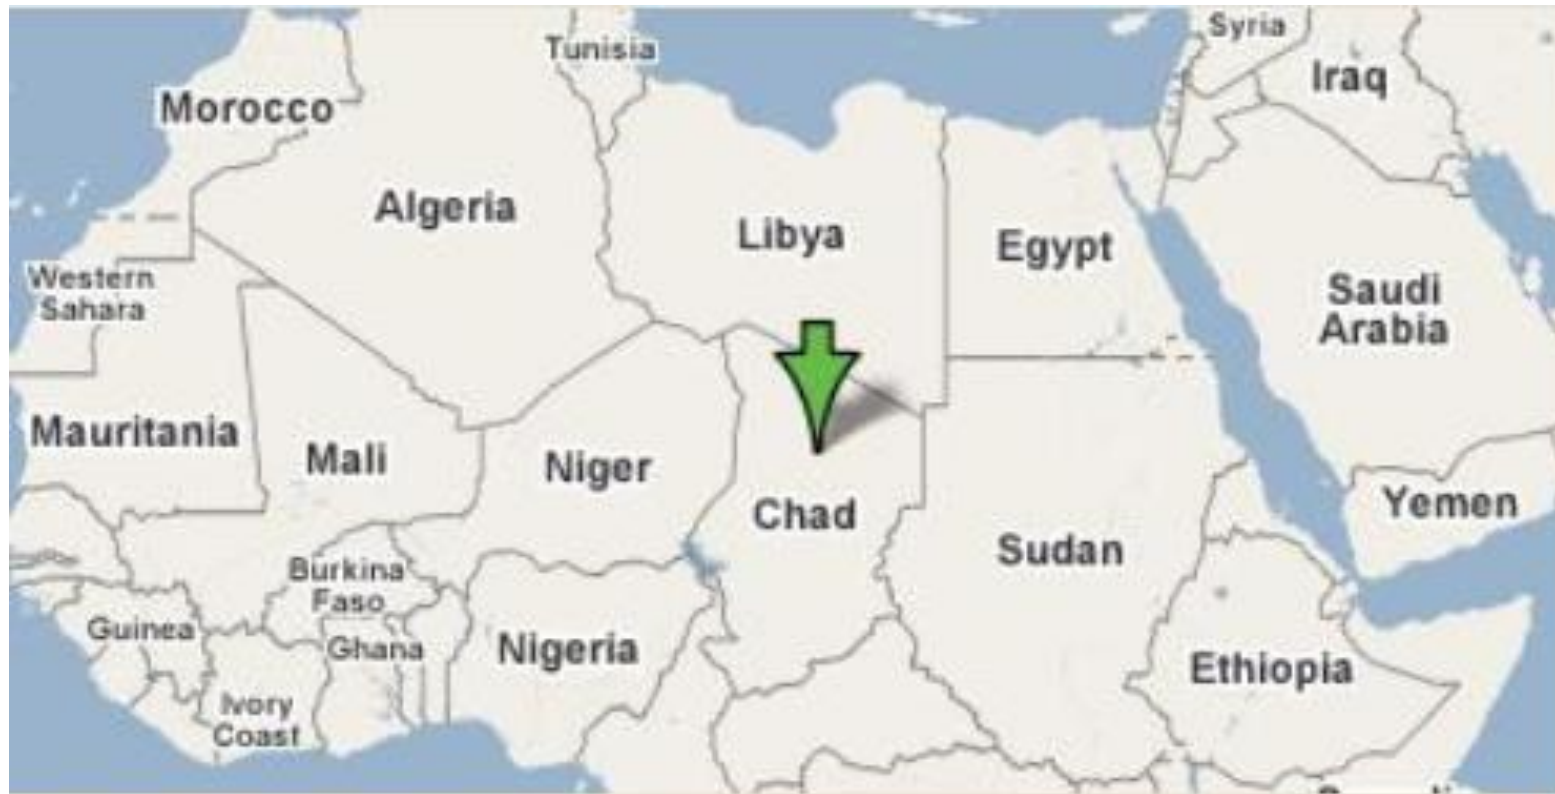 Syria
Tunisia
Iraq
Morocco
Algeria
Libya
Egypt
Western
Sahara
Saudi
Arabia
Mauritania
Mali
Niger
Chad
Yemen
Sudan
Burkina
Faso
Guinea
Ghana
Nigeria
Ethiopia
Ivory
Coast